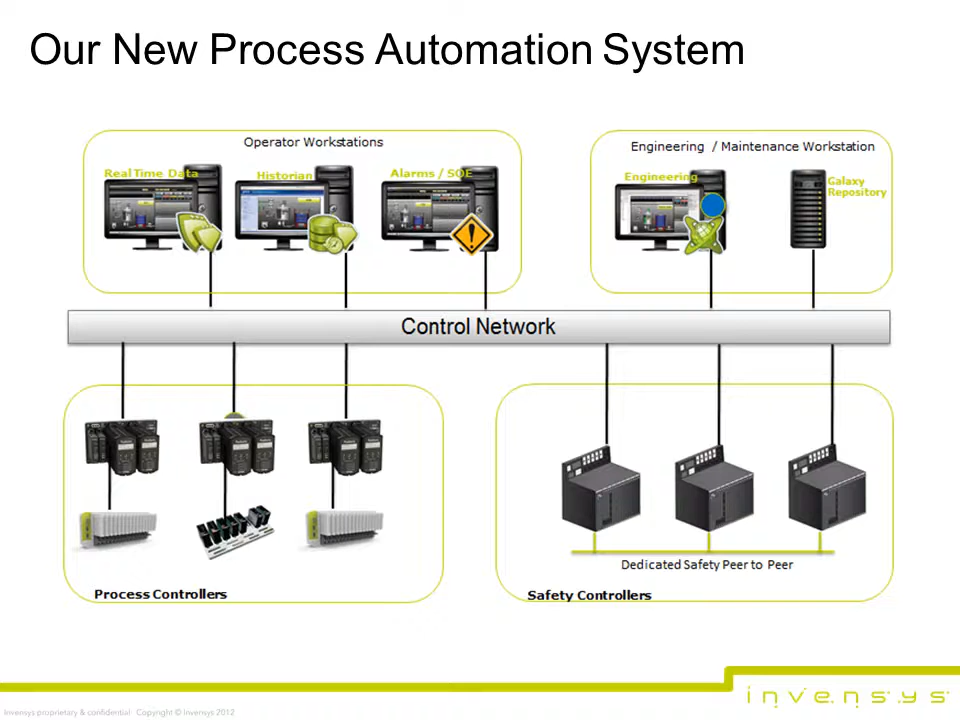 Our New Process Automation System
Operator Workstations
Engineering / Maintenance Workstation
Real Time Data
Historian
Alarms / SOE
Engineering
Galaxy
Repository
Control Network
Dedicated Safety Peer to Peer
Process Controllers
Safety Controllers
invensys
Invensys proprietary & confidential Copyright © Invensys 2012